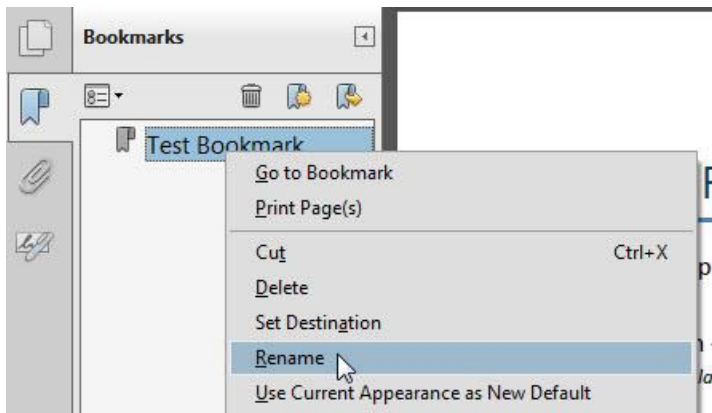 Bookmarks
Test Bookmark
Go to Bookmark
Print Page(s)
Cut Ctrl+X
Delete
Set Destination
Rename
Use Current Appearance as New Default